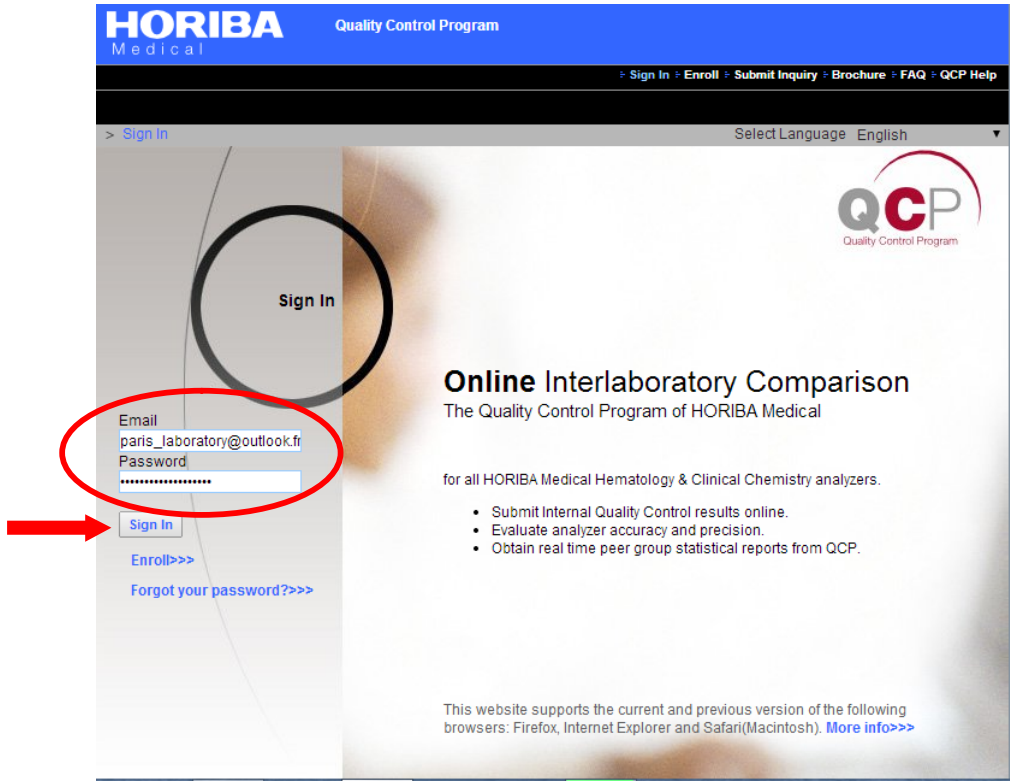 HORIBA
Medical
Quality Control Program
Sign In Enroll Submit Inquiry Brochure FAQ QCP Help
> Sign In
Select Language English ▼
QCP
Quality Control Program
Sign In
Online Interlaboratory Comparison
The Quality Control Program of HORIBA Medical
Email
paris_laboratory@outlook.fr
Password
•••••••••••••••••••
Sign In
Enroll>>>
Forgot your password?>>>
for all HORIBA Medical Hematology & Clinical Chemistry analyzers.
• Submit Internal Quality Control results online.
• Evaluate analyzer accuracy and precision.
• Obtain real time peer group statistical reports from QCP.
This website supports the current and previous version of the following
browsers: Firefox, Internet Explorer and Safari(Macintosh). More info>>>